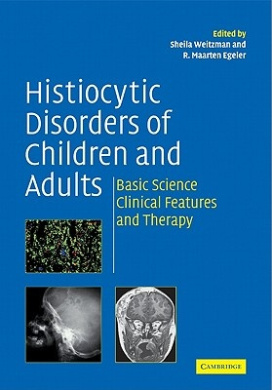 Edited by
Sheila Weitzman and
R. Maarten Egeler
Histiocytic
Disorders of
Children and
Adults
Basic Science
Clinical Features
and Therapy
CAMBRIDGE